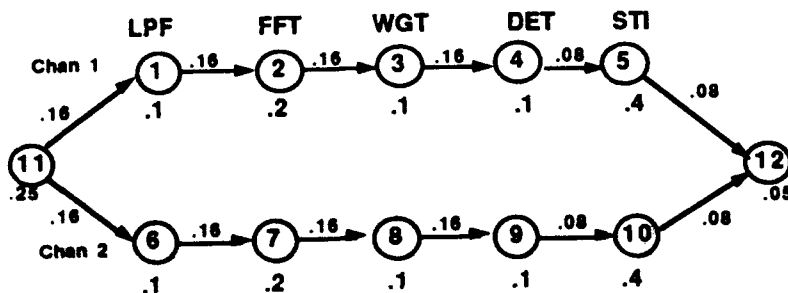 LPF FFT WGT DET STI
Chan 1 1 .16 2 .16 3 .16 4 .08 5
.16 .1 .2 .1 .1 .4 .08
11 12
.25 .05
.16 6 .16 7 .16 8 .16 9 .08 10 .08
Chan 2
.1 .2 .1 .1 .4